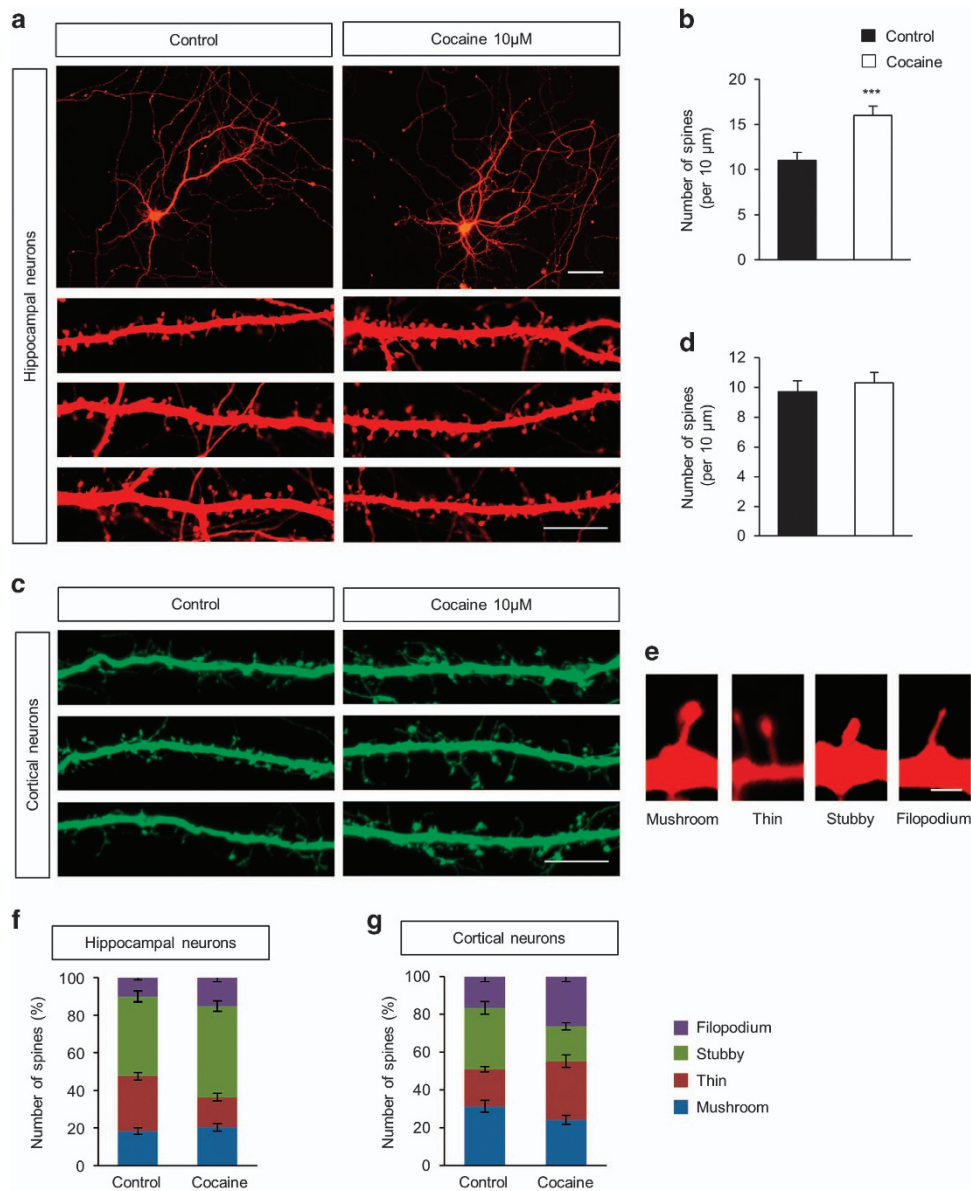 a
Control
Cocaine 10µM
Hippocampal neurons
b
Control
Cocaine
Number of spines
(per 10 µm)
20
15
10
5
0
***
d
Number of spines
(per 10 µm)
12
10
8
6
4
2
0
c
Control
Cocaine 10µM
Cortical neurons
e
Mushroom
Thin
Stubby
Filopodium
f
Hippocampal neurons
Number of spines (%)
100
80
60
40
20
0
Control
Cocaine
g
Cortical neurons
Number of spines (%)
100
80
60
40
20
0
Control
Cocaine
Filopodium
Stubby
Thin
Mushroom